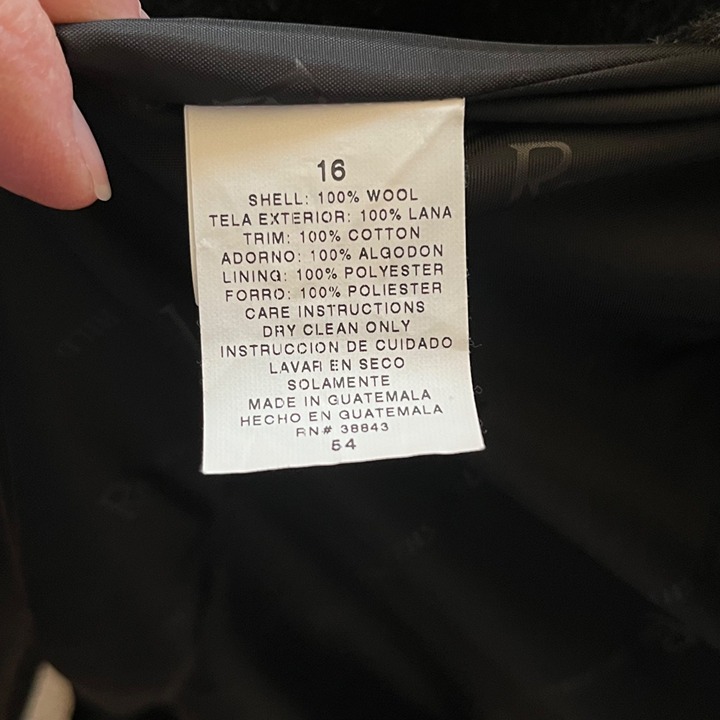 16
SHELL: 100% WOOL
TELA EXTERIOR: 100% LANA
TRIM: 100% COTTON
ADORNO: 100% ALGODON
LINING: 100% POLYESTER
FORRO: 100% POLIESTER
CARE INSTRUCTIONS
DRY CLEAN ONLY
INSTRUCCION DE CUIDADO
LAVAR EN SECO
SOLAMENTE
MADE IN GUATEMALA
HECHO EN GUATEMALA
RN# 38843
54
R